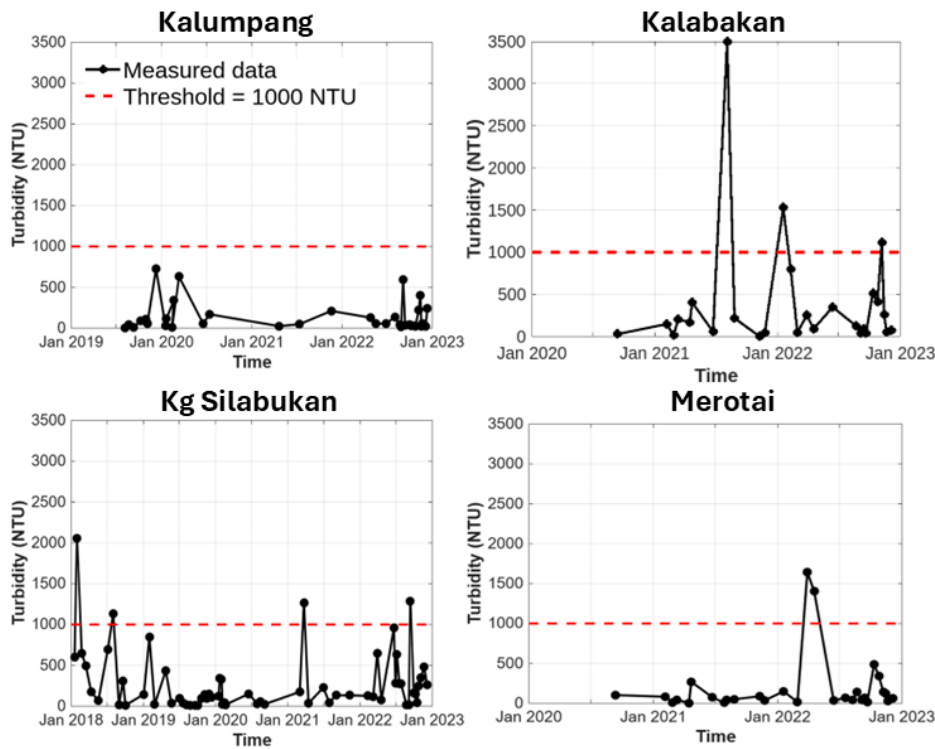 Kalumpang
3500
3000
2500
2000
1500
1000
500
0
Turbidity (NTU)
Measured data
Threshold = 1000 NTU
Jan 2019 Jan 2020 Jan 2021 Jan 2022 Jan 2023
Time
Kalabakan
3500
3000
2500
2000
1500
1000
500
0
Turbidity (NTU)
Jan 2020 Jan 2021 Jan 2022 Jan 2023
Time
Kg Silabukan
3500
3000
2500
2000
1500
1000
500
0
Turbidity (NTU)
Jan 2018 Jan 2019 Jan 2020 Jan 2021 Jan 2022 Jan 2023
Time
Merotai
3500
3000
2500
2000
1500
1000
500
0
Turbidity (NTU)
Jan 2020 Jan 2021 Jan 2022 Jan 2023
Time